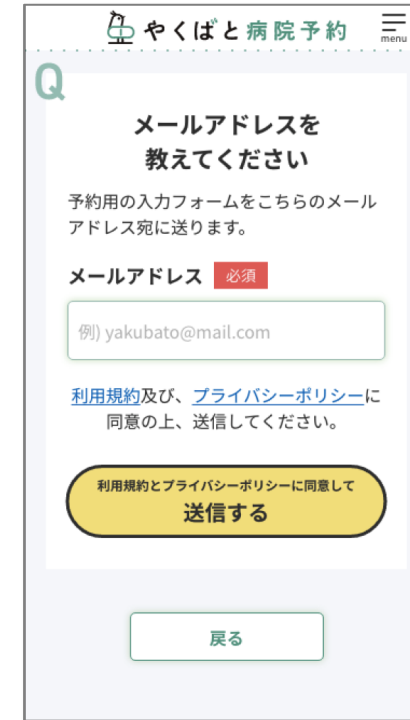 やくばと病院予約
menu
Q
メールアドレスを
教えてください
予約用の入力フォームをこちらのメール
アドレス宛に送ります。
メールアドレス 必須
例) yakubato@mail.com
利用規約及び、プライバシーポリシーに
同意の上、送信してください。
利用規約とプライバシーポリシーに同意して
送信する
戻る